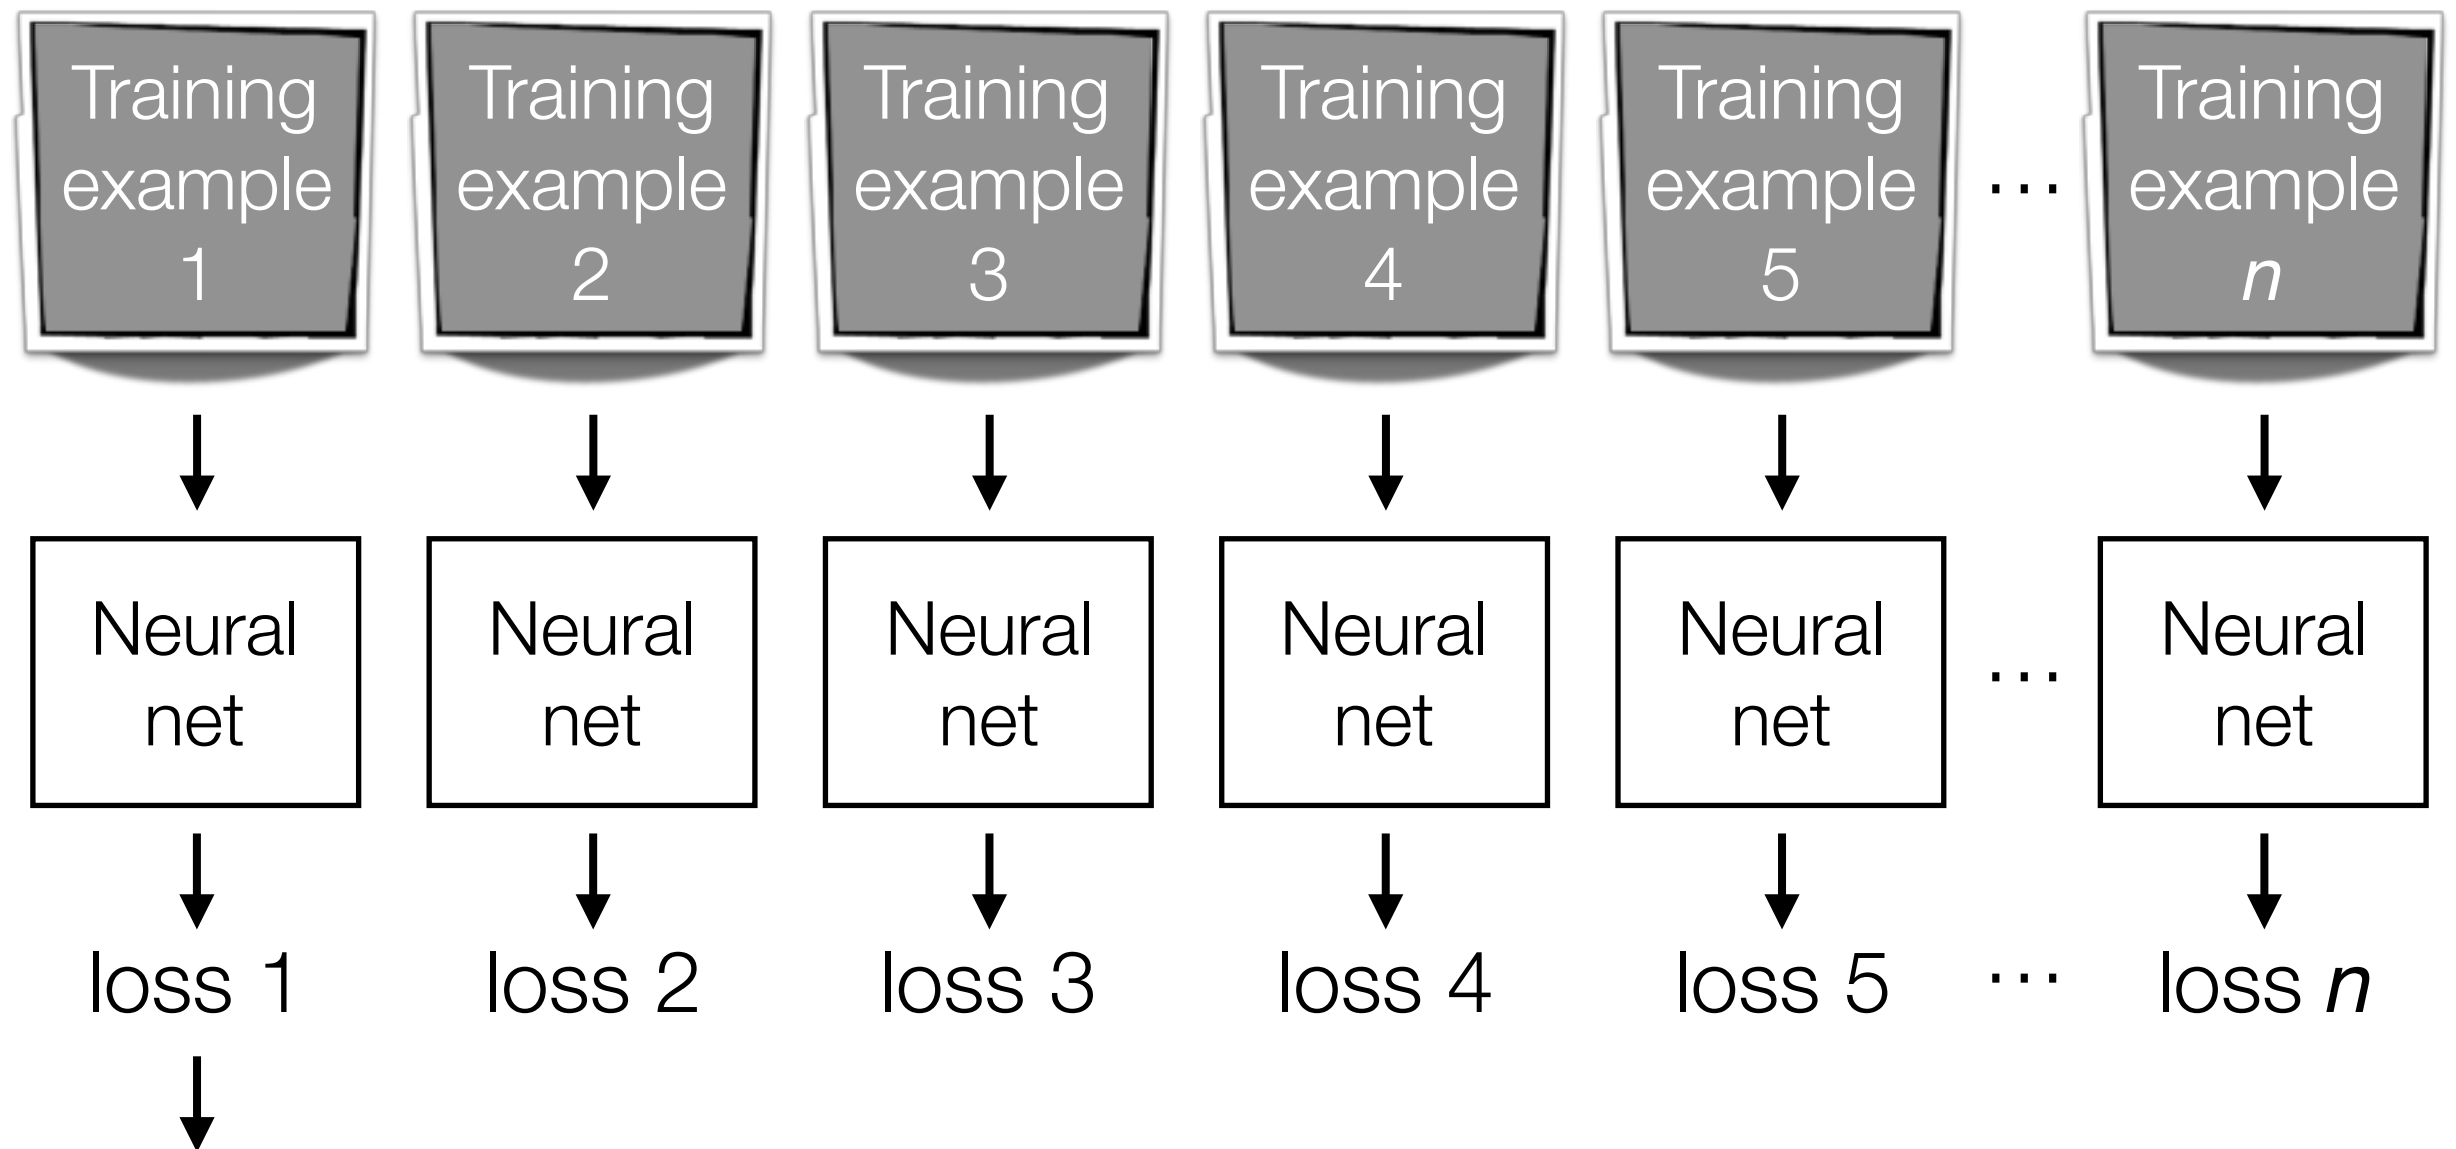 Training
example
1
Training
example
2
Training
example
3
Training
example
4
Training
example
5
...
Training
example
n
Neural
net
Neural
net
Neural
net
Neural
net
Neural
net
...
Neural
net
loss 1
loss 2
loss 3
loss 4
loss 5
...
loss n